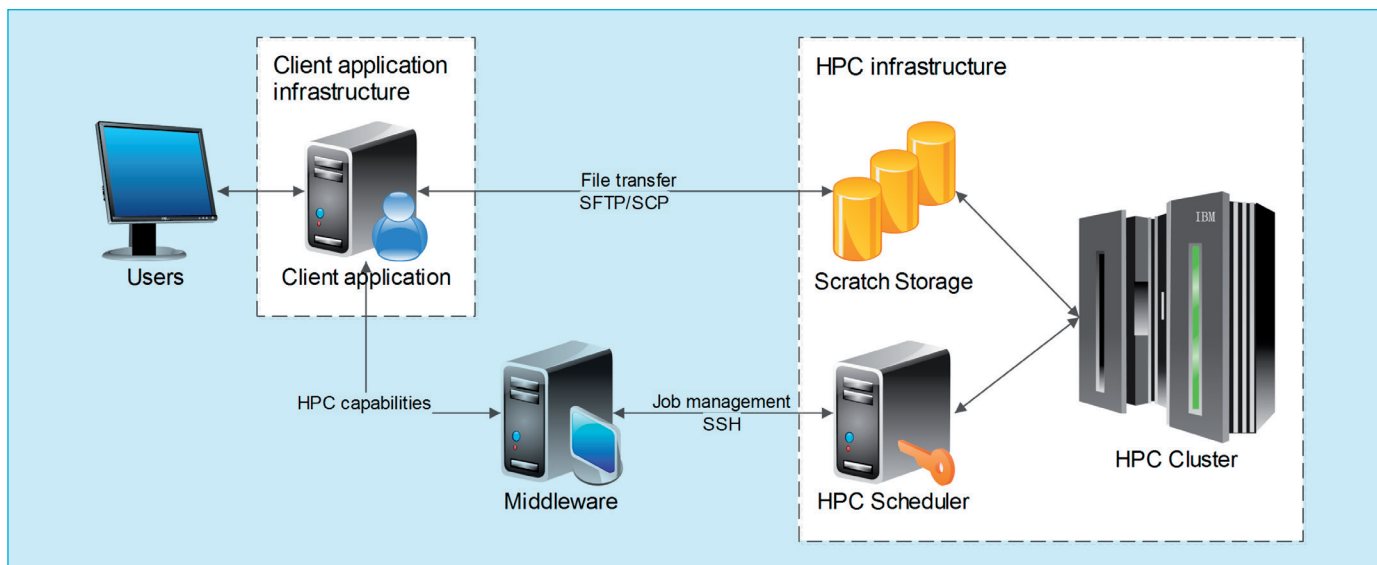 Client application
infrastructure
HPC infrastructure
IBM
File transfer
SFTP/SCP
Users
Client application
Scratch Storage
HPC capabilities
Job management
SSH
HPC Cluster
Middleware
HPC Scheduler